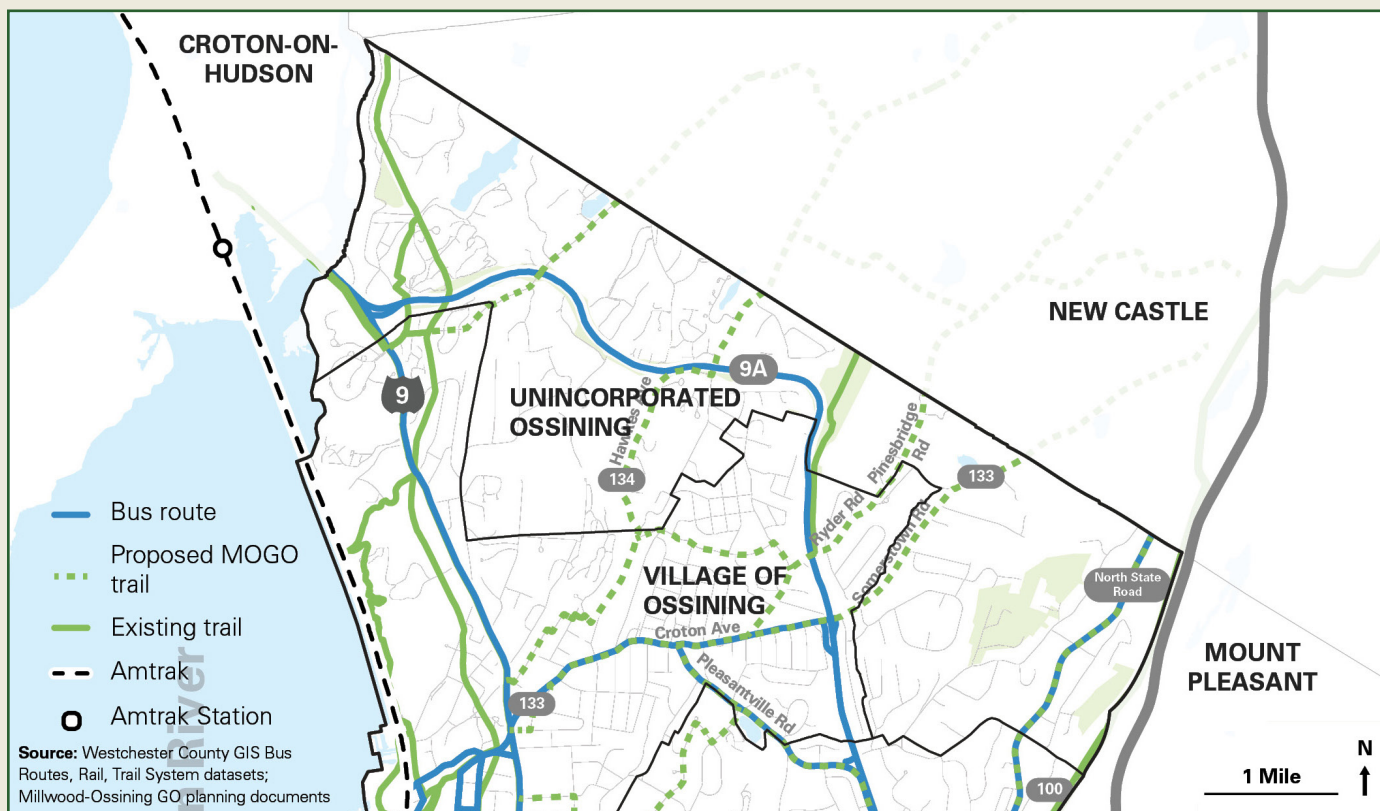 CROTON-ON-
HUDSON
NEW CASTLE
9A
9
UNINCORPORATED
OSSINING
Hawkes Ave
134
Pinesbridge
Rd
133
Ryder Rd
Somerstown Rd
VILLAGE OF
OSSINING
North State
Road
Croton Ave
Pleasantville Rd
133
MOUNT
PLEASANT
100
Bus route
Proposed MOGO
trail
Existing trail
Amtrak
Amtrak Station
River
Source: Westchester County GIS Bus
Routes, Rail, Trail System datasets;
Millwood-Ossining GO planning documents
1 Mile
N